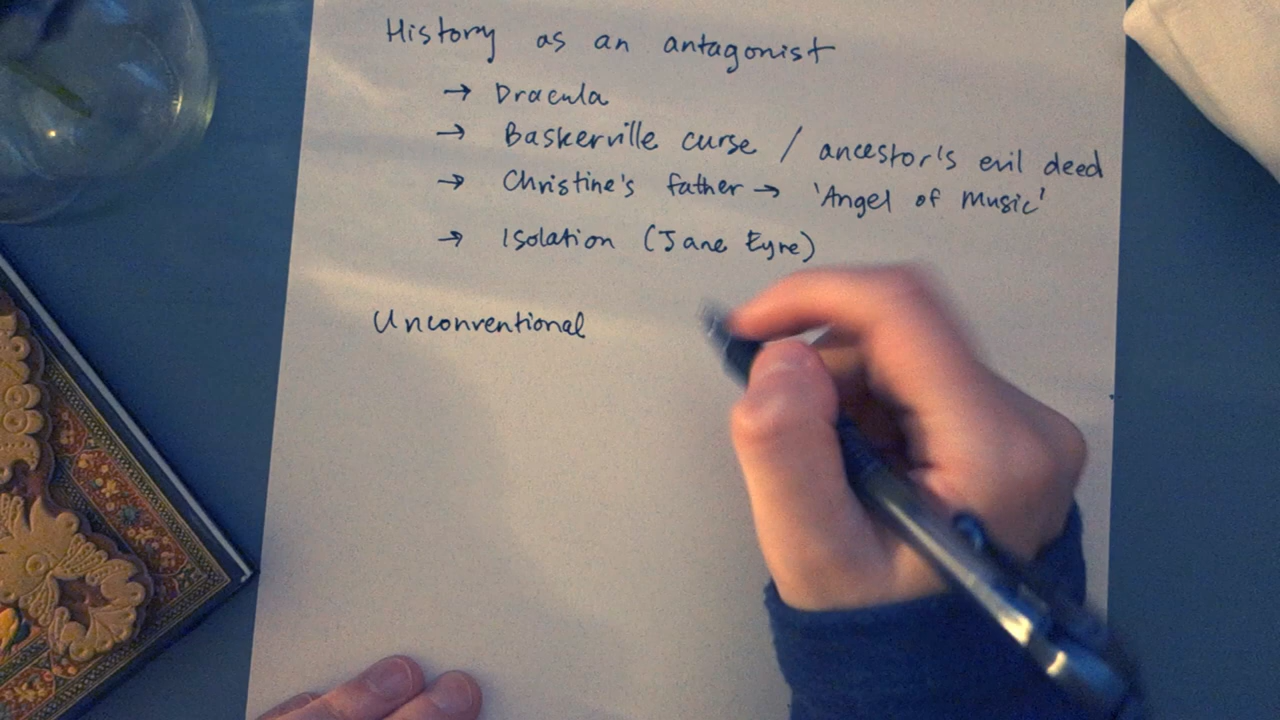 History as an antagonist
→ Dracula
→ Baskerville curse / ancestor's evil deed
→ Christine's father → 'Angel of Music'
→ Isolation (Jane Eyre)
Unconventional